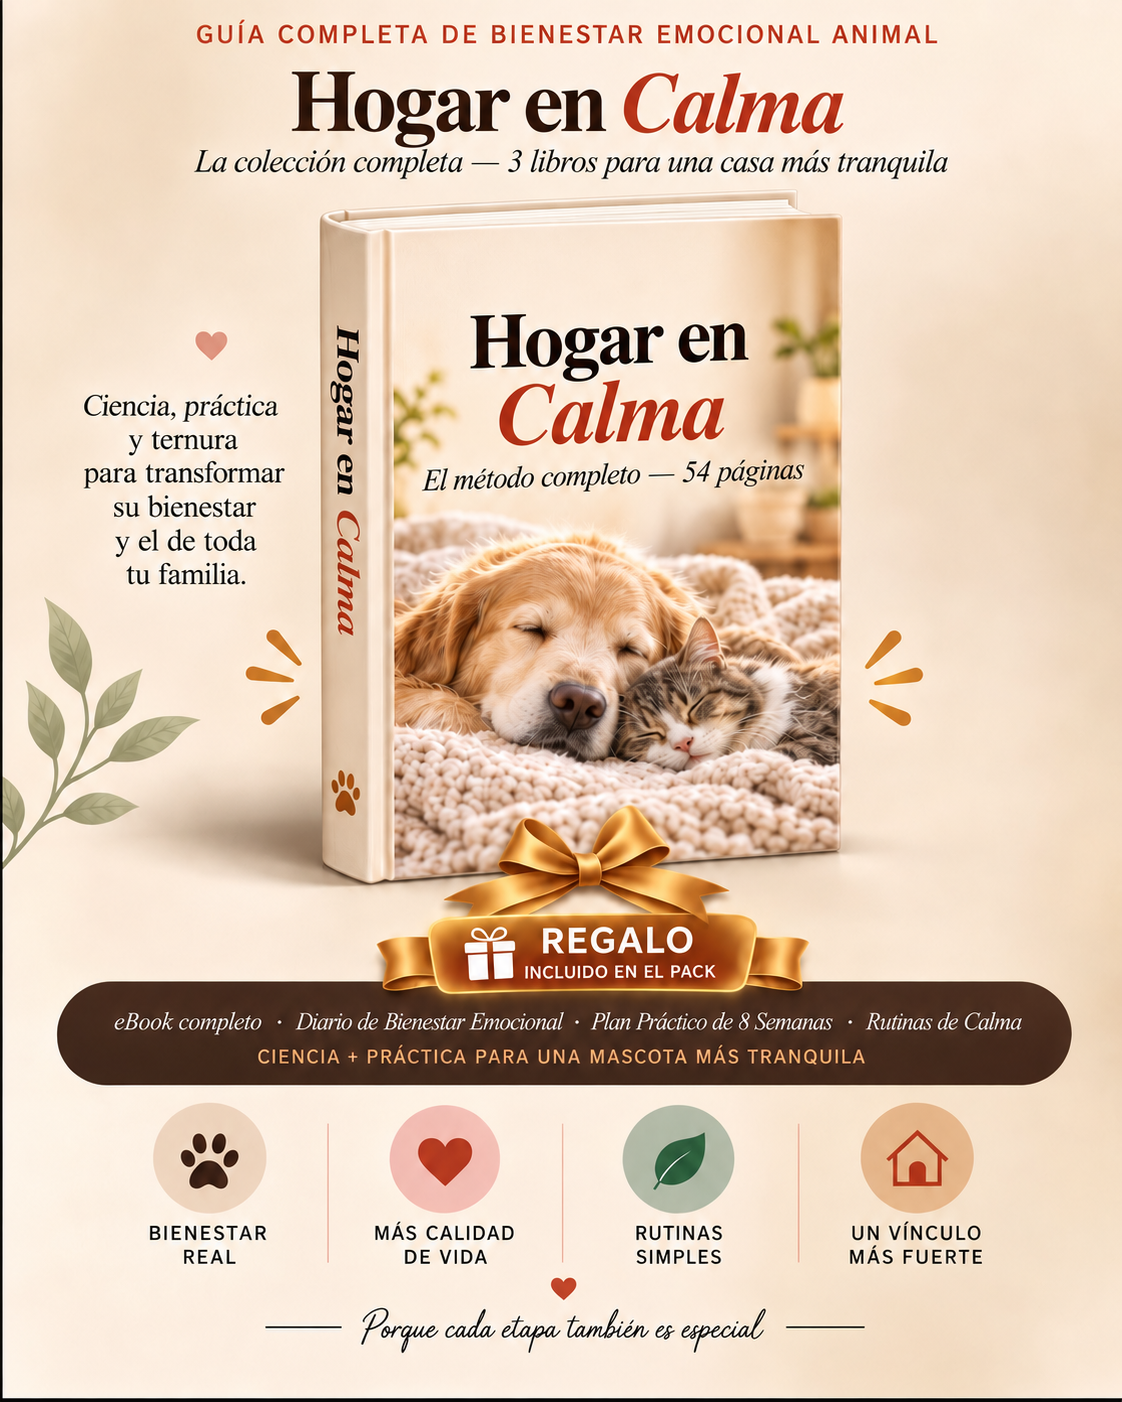 GUÍA COMPLETA DE BIENESTAR EMOCIONAL ANIMAL
Hogar en Calma
La colección completa — 3 libros para una casa más tranquila
Hogar en
Calma
El método completo — 54 páginas
Hogar en Calma
Ciencia, práctica
y ternura
para transformar
su bienestar
y el de toda
tu familia.
REGALO
INCLUIDO EN EL PACK
eBook completo · Diario de Bienestar Emocional · Plan Práctico de 8 Semanas · Rutinas de Calma
CIENCIA + PRÁCTICA PARA UNA MASCOTA MÁS TRANQUILA
BIENESTAR
REAL
MÁS CALIDAD
DE VIDA
RUTINAS
SIMPLES
UN VÍNCULO
MÁS FUERTE
Porque cada etapa también es especial